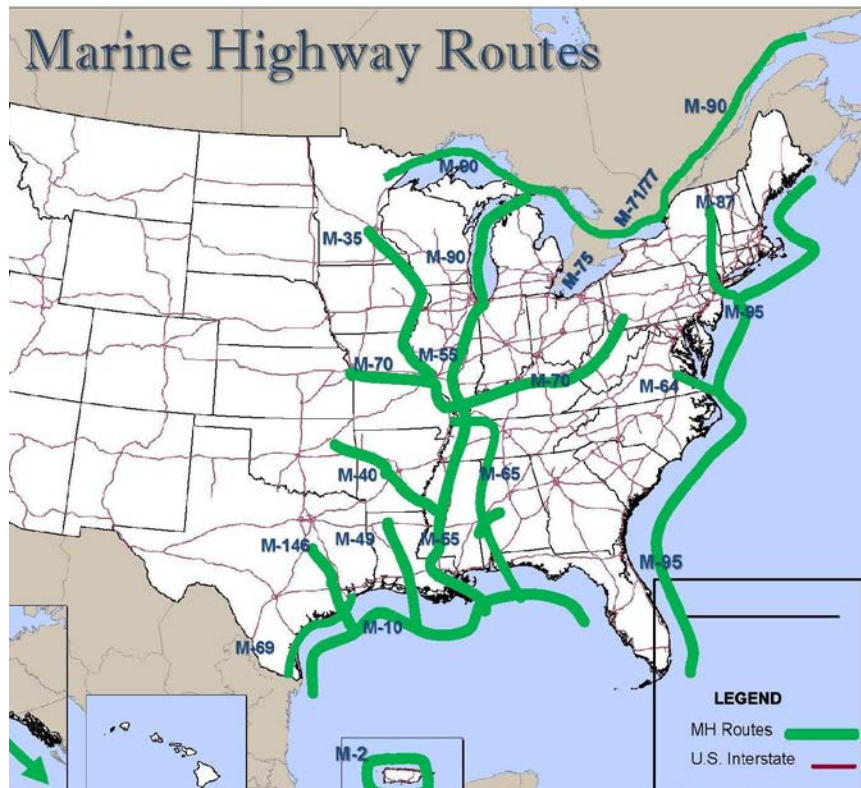 Marine Highway Routes
M-90
M-90
M-71/77
M-87
M-35
M-90
M-75
M-95
M-55
M-70
M-70
M-64
M-40
M-65
M-146
M-49
M-55
M-95
M-10
M-69
LEGEND
MH Routes
U.S. Interstate
M-2